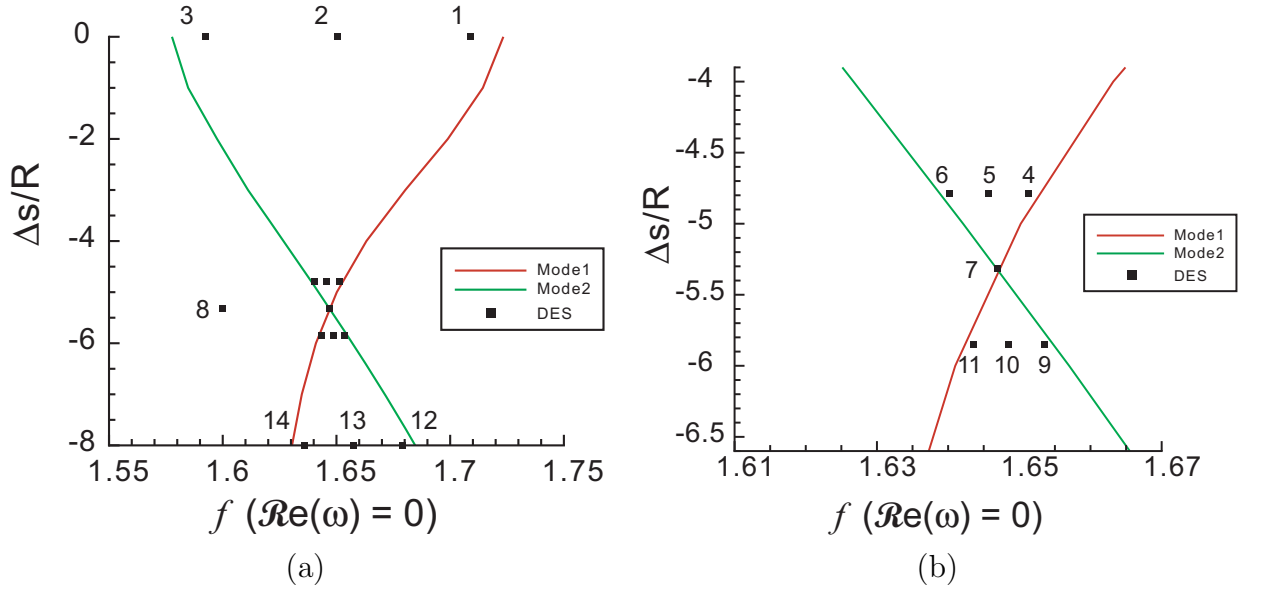 3 2 1
0
-2
-4
-6
-8
Δs/R
8
14 13 12
Mode1
Mode2
DES
1.55 1.6 1.65 1.7 1.75
f (ℛe(ω) = 0)
(a)
-4
-4.5
-5
-5.5
-6
-6.5
Δs/R
6 5 4
7
11 10 9
Mode1
Mode2
DES
1.61 1.63 1.65 1.67
f (ℛe(ω) = 0)
(b)